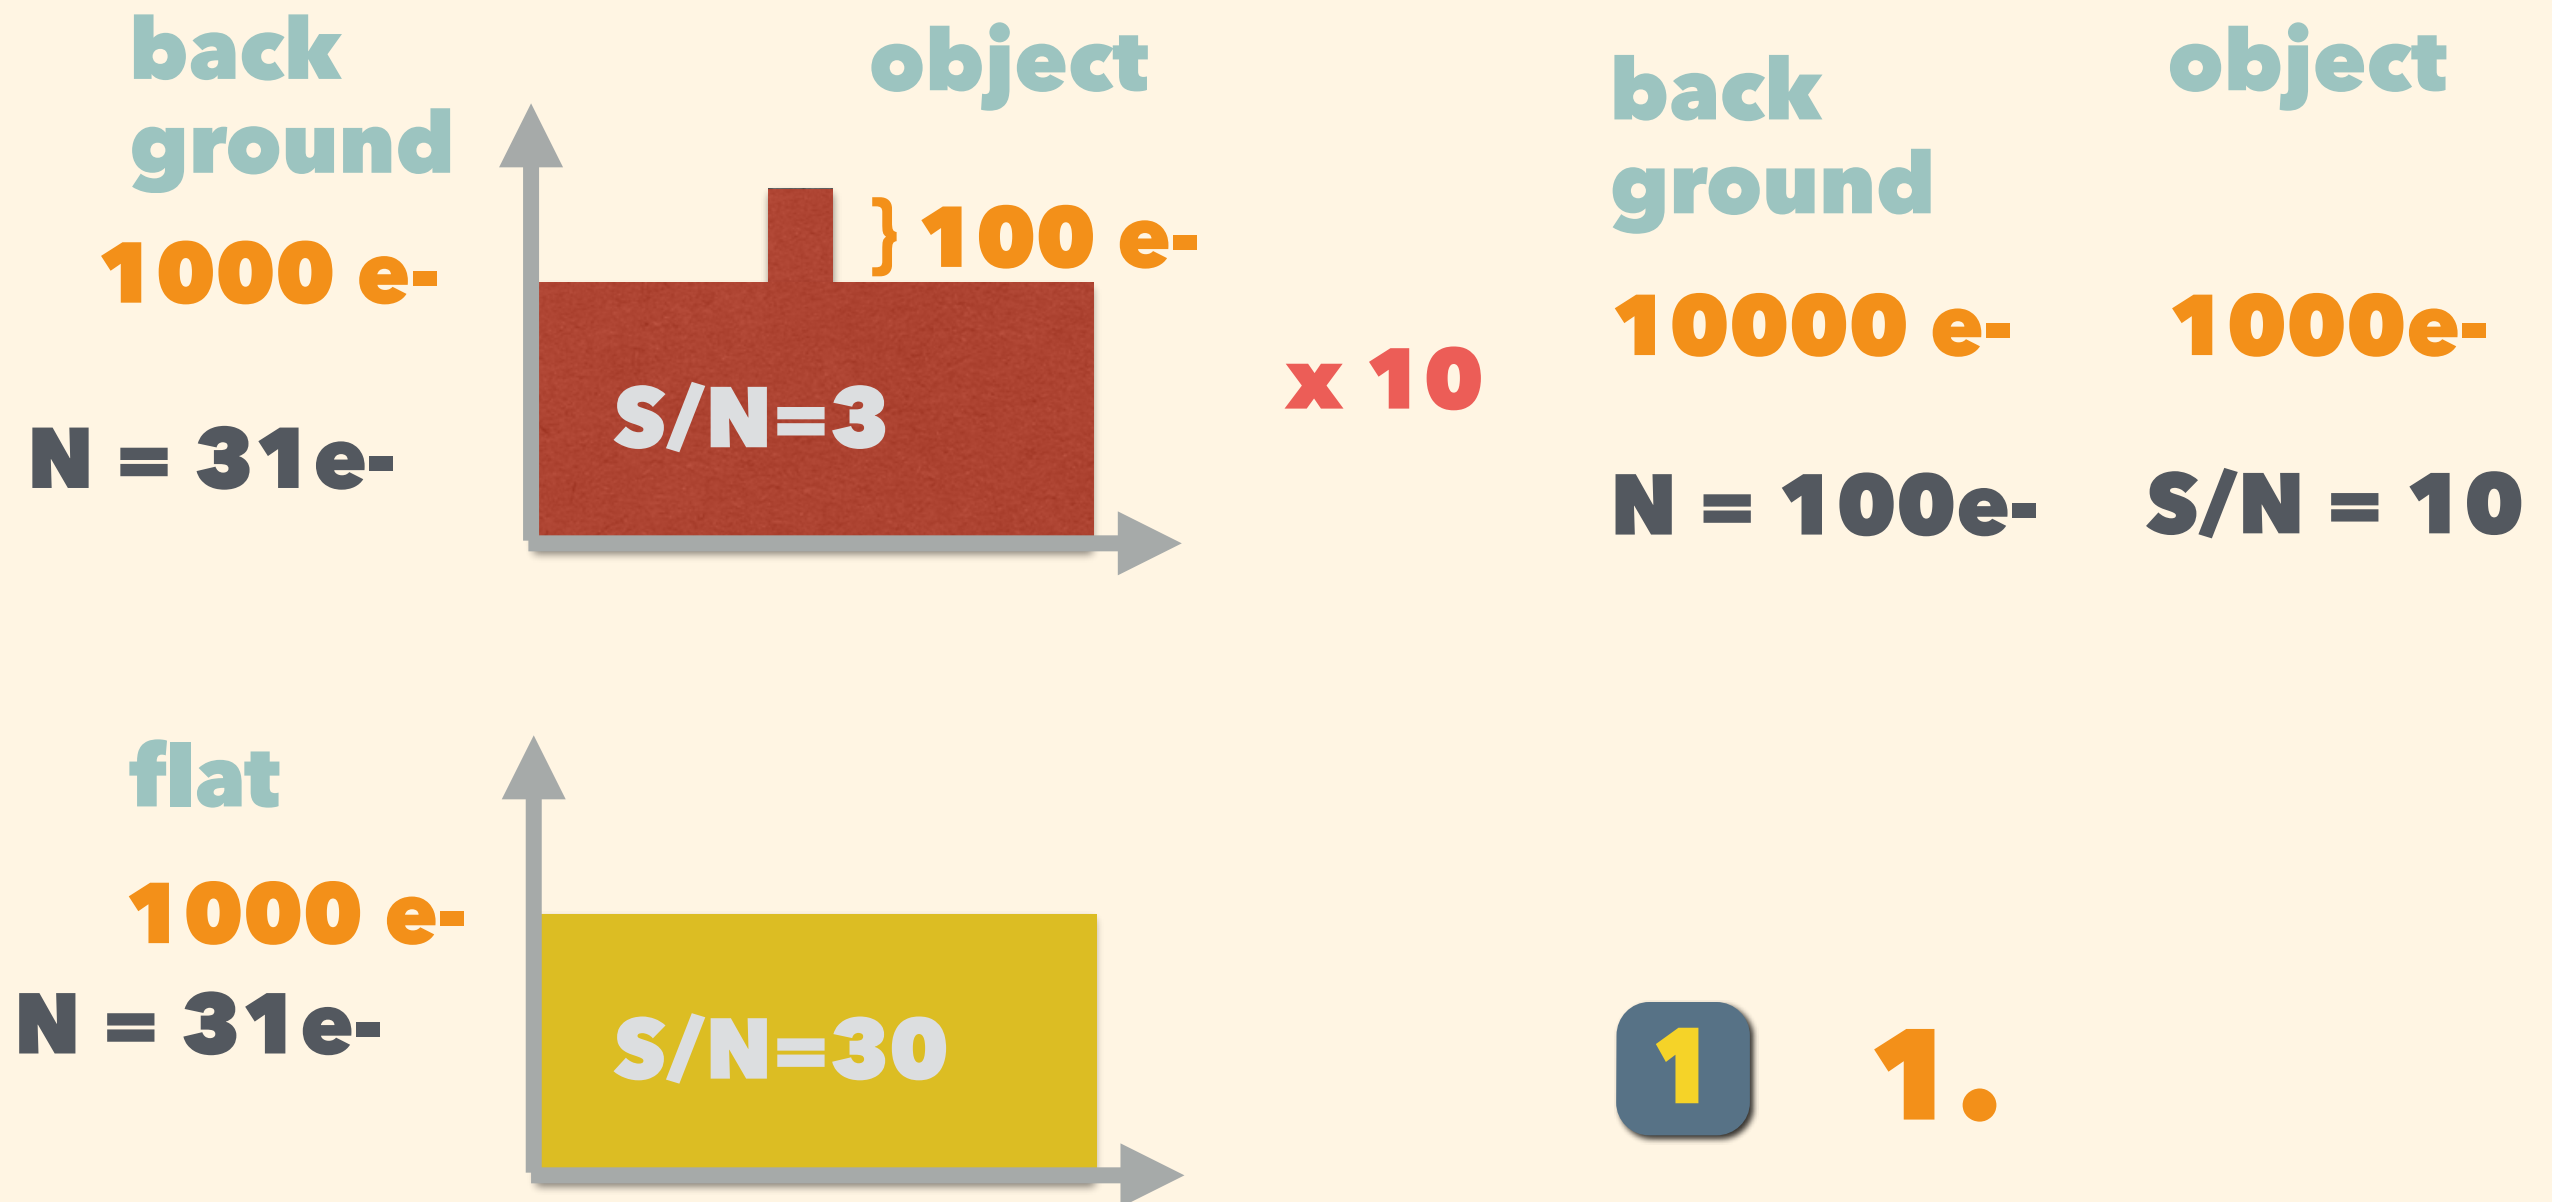 back
ground
1000 e-
N = 31e-
object
} 100 e-
S/N=3
x 10
back
ground
10000 e-
N = 100e-
object
1000e-
S/N = 10
flat
1000 e-
N = 31e-
S/N=30
1
1.